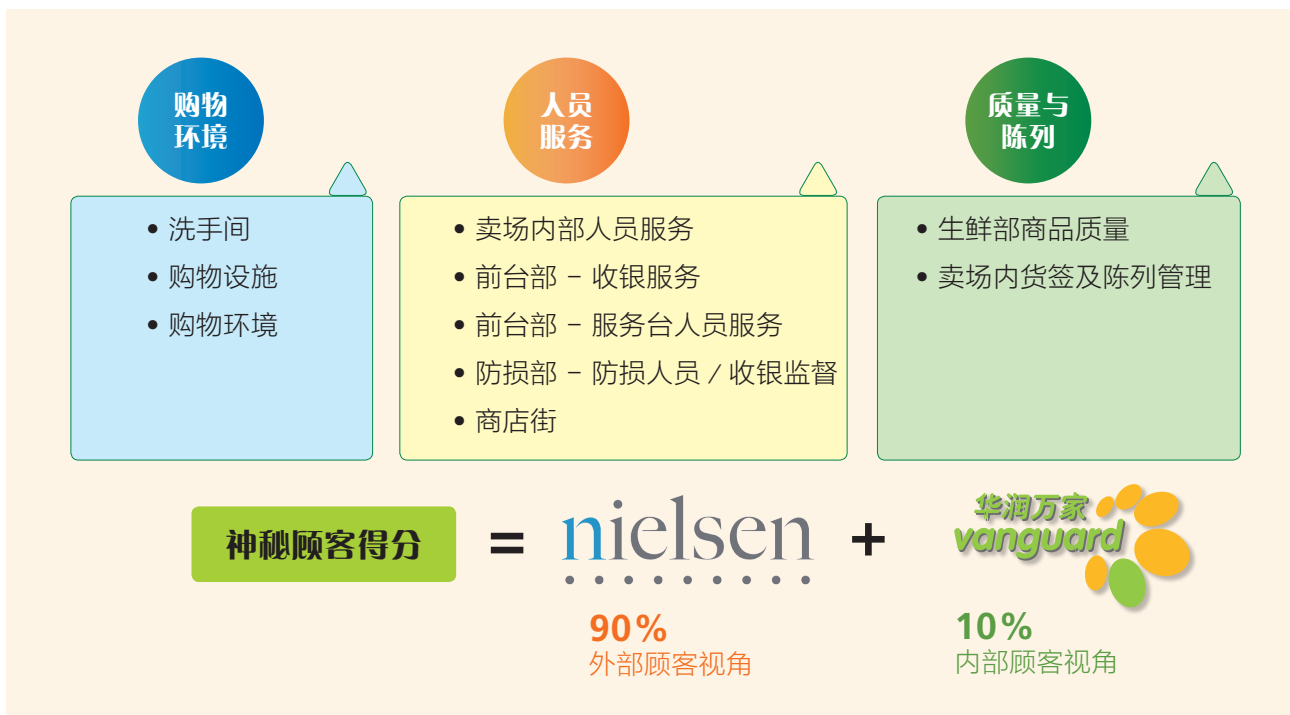 购物
环境
人员
服务
质量与
陈列
• 洗手间
• 购物设施
• 购物环境
• 卖场内部人员服务
• 前台部 – 收银服务
• 前台部 – 服务台人员服务
• 防损部 – 防损人员 / 收银监督
• 商店街
• 生鲜部商品质量
• 卖场内货签及陈列管理
神秘顾客得分 = nielsen + 华润万家
vanguard
90%
外部顾客视角
10%
内部顾客视角